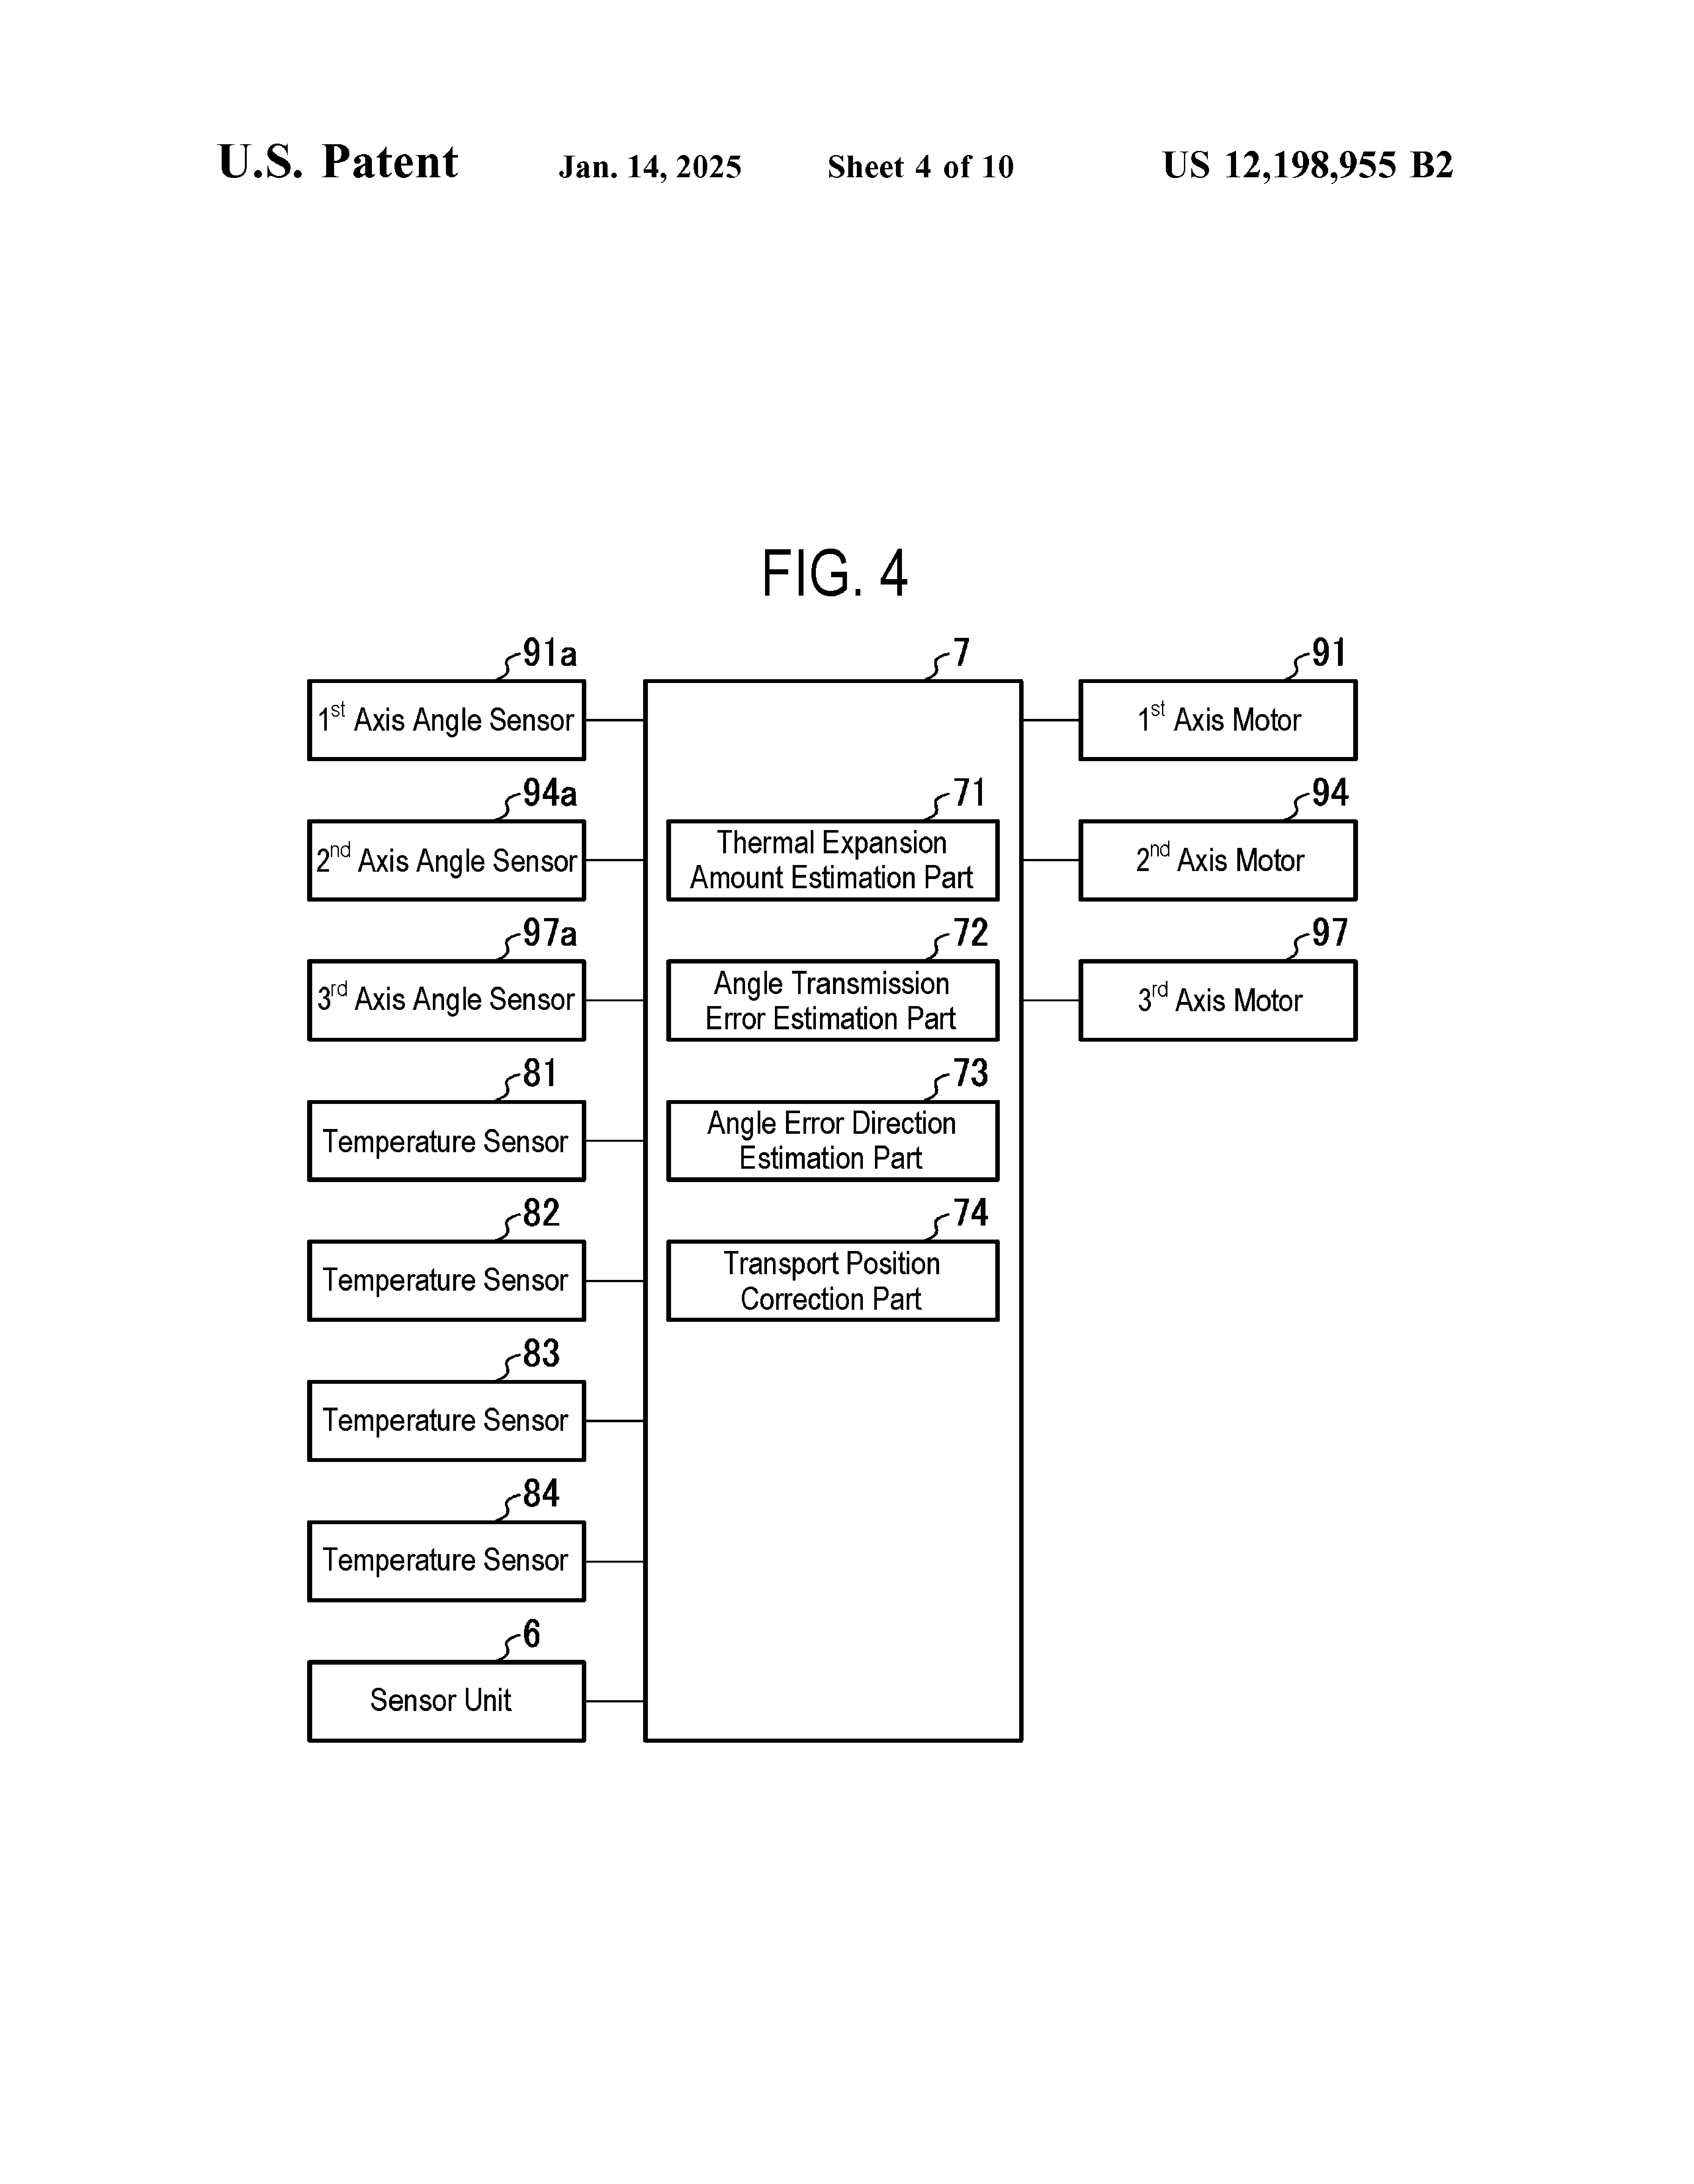 U.S. Patent Jan. 14, 2025 Sheet 4 of 10 US 12,198,955 B2
FIG. 4
91a
1st Axis Angle Sensor
94a
2nd Axis Angle Sensor
97a
3rd Axis Angle Sensor
81
Temperature Sensor
82
Temperature Sensor
83
Temperature Sensor
84
Temperature Sensor
6
Sensor Unit
7
71
Thermal Expansion
Amount Estimation Part
72
Angle Transmission
Error Estimation Part
73
Angle Error Direction
Estimation Part
74
Transport Position
Correction Part
91
1st Axis Motor
94
2nd Axis Motor
97
3rd Axis Motor